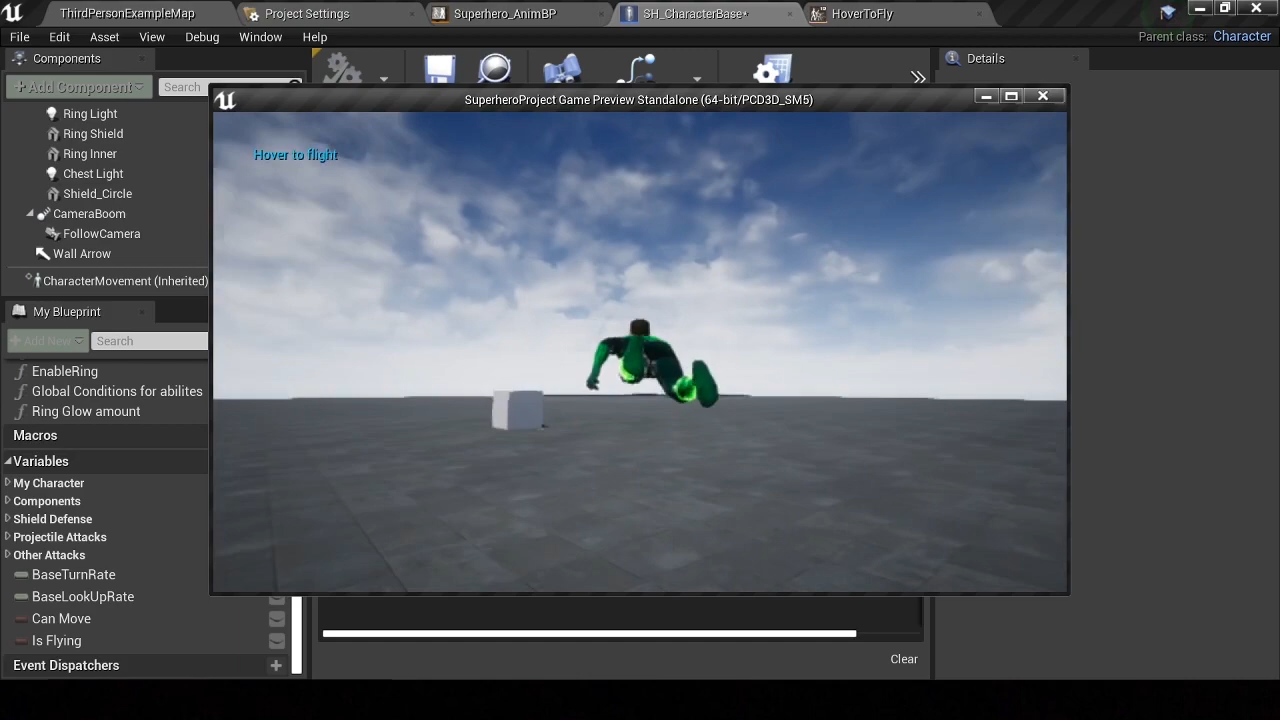 ThirdPersonExampleMap
Project Settings
Superhero_AnimBP
SH_CharacterBase*
HoverToFly
File Edit Asset View Debug Window Help
Parent class: Character
Components
Details
+Add Component
Search
SuperheroProject Game Preview Standalone (64-bit/PCD3D_SM5)
Ring Light
Ring Shield
Ring Inner
Chest Light
Shield_Circle
CameraBoom
FollowCamera
Wall Arrow
CharacterMovement (Inherited)
Hover to flight
My Blueprint
+ Add New
Search
EnableRing
Global Conditions for abilites
Ring Glow amount
Macros
Variables
My Character
Components
Shield Defense
Projectile Attacks
Other Attacks
BaseTurnRate
BaseLookUpRate
Can Move
Is Flying
Event Dispatchers +
Clear